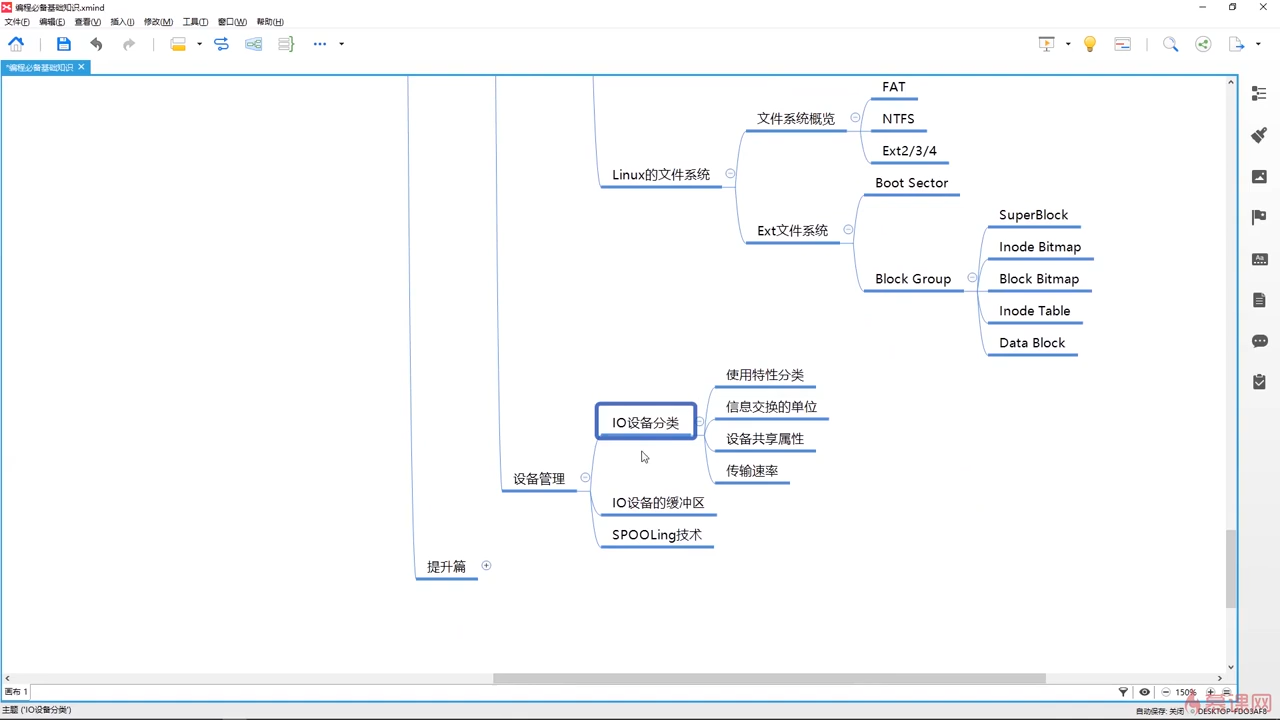 编程必备基础知识.xmind
文件(F) 编辑(E) 查看(V) 插入(I) 修改(M) 工具(T) 窗口(W) 帮助(H)
*编程必备基础知识
FAT
文件系统概览
NTFS
Ext2/3/4
Linux的文件系统
Boot Sector
SuperBlock
Ext文件系统
Inode Bitmap
Block Group
Block Bitmap
Inode Table
Data Block
使用特性分类
信息交换的单位
IO设备分类
设备共享属性
传输速率
设备管理
IO设备的缓冲区
SPOOLing技术
提升篇
画布 1
150%
主题 ('IO设备分类')
自动保存: 关闭
DESKTOP-FDO3AF8
慕课网